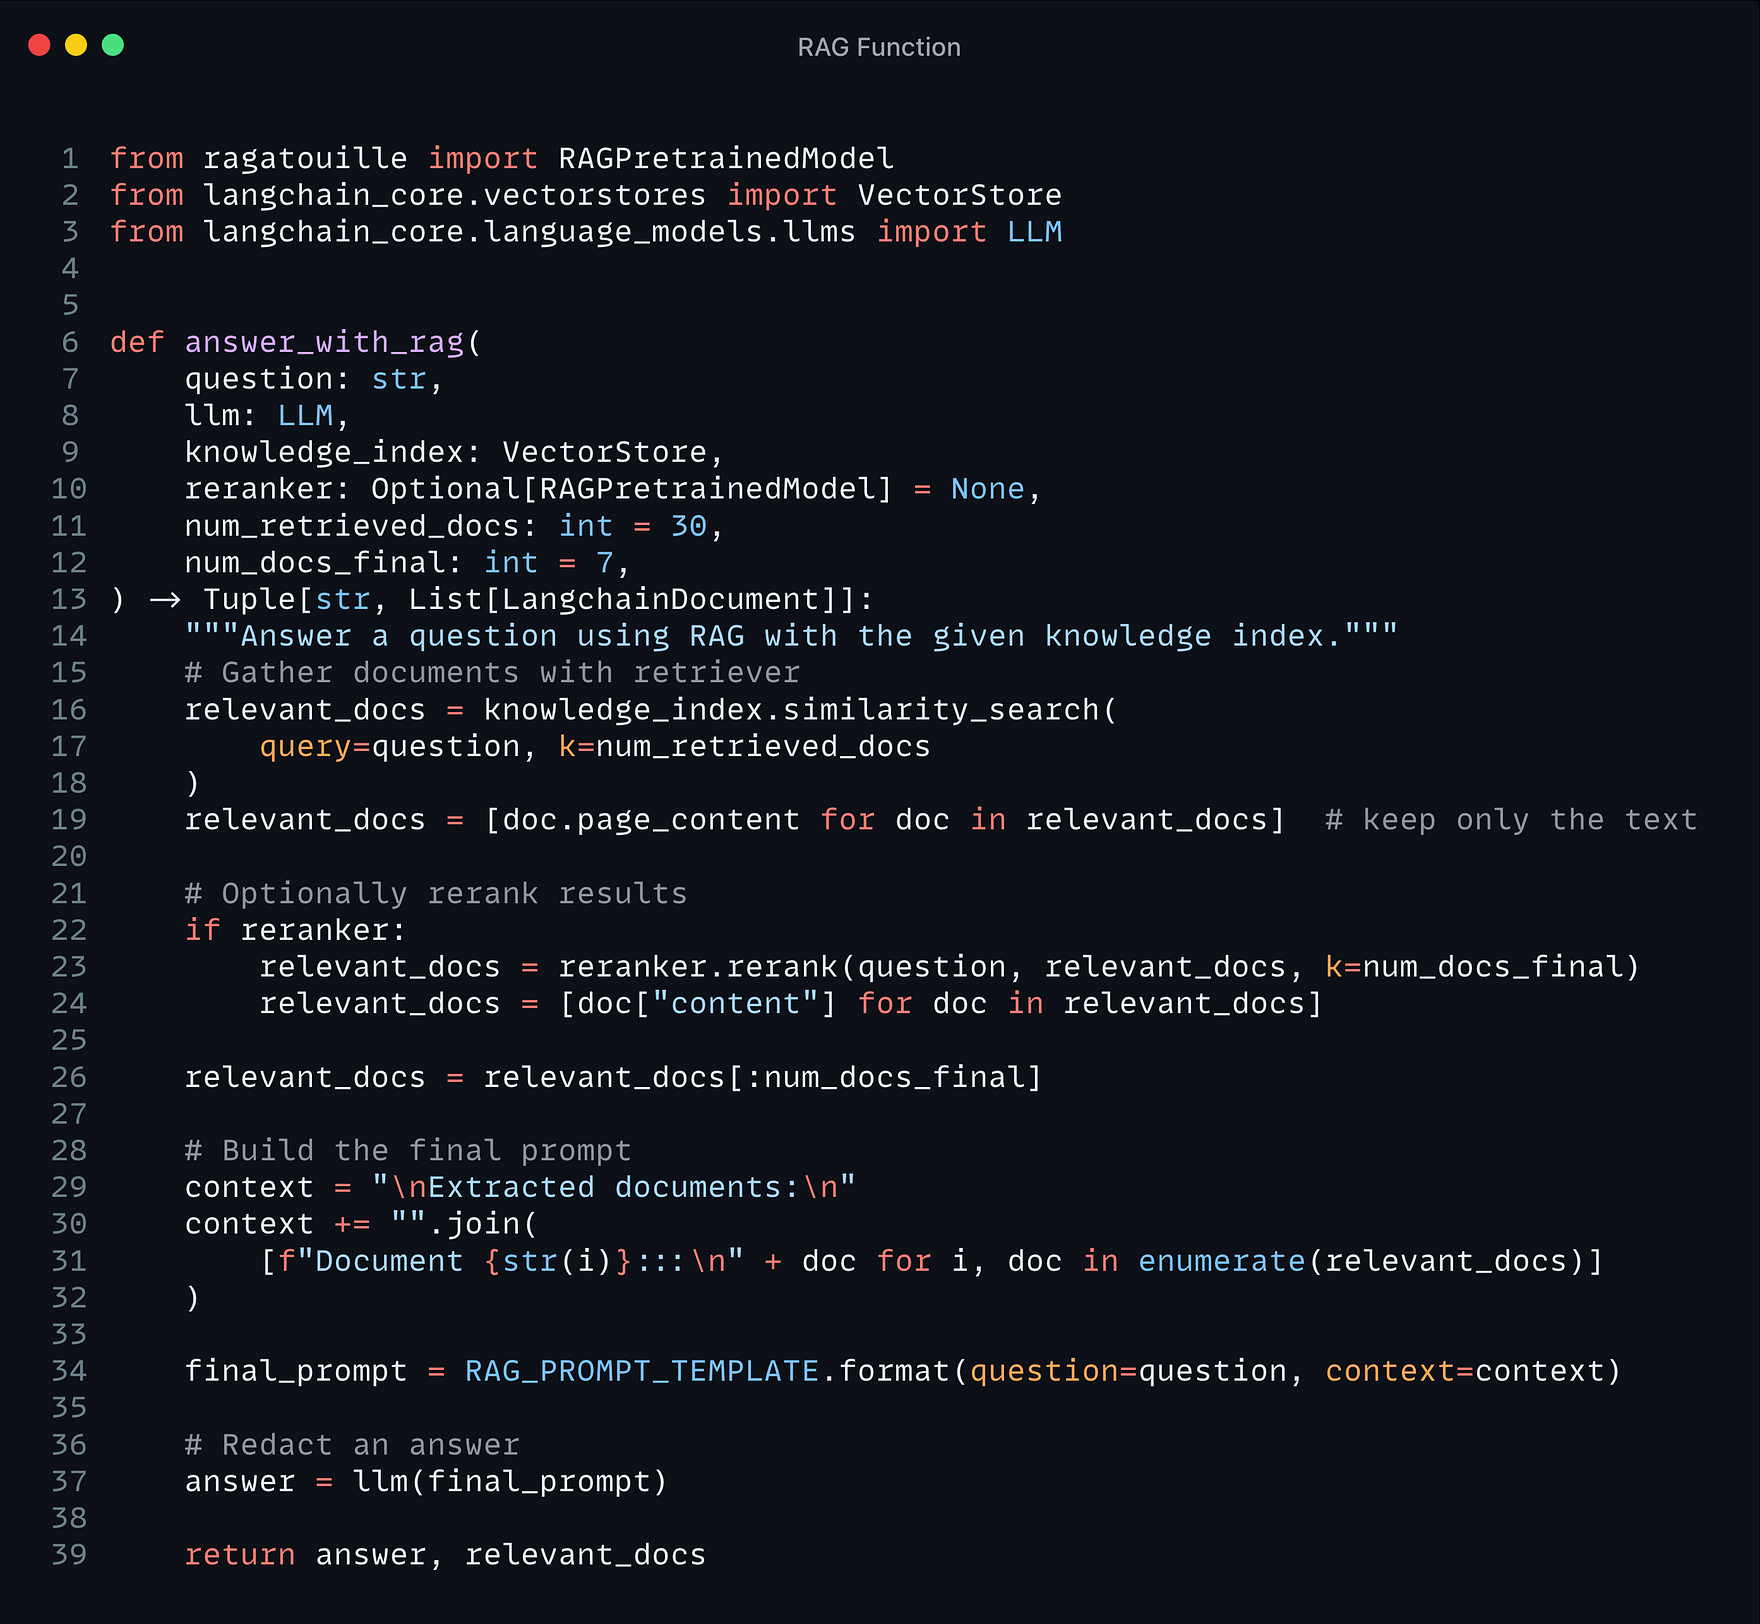 RAG Function
1 from ragatouille import RAGPretrainedModel
2 from langchain_core.vectorstores import VectorStore
3 from langchain_core.language_models.llms import LLM
4
5
6 def answer_with_rag(
7     question: str,
8     llm: LLM,
9     knowledge_index: VectorStore,
10     reranker: Optional[RAGPretrainedModel] = None,
11     num_retrieved_docs: int = 30,
12     num_docs_final: int = 7,
13 ) -> Tuple[str, List[LangchainDocument]]:
14     """Answer a question using RAG with the given knowledge index."""
15     # Gather documents with retriever
16     relevant_docs = knowledge_index.similarity_search(
17         query=question, k=num_retrieved_docs
18     )
19     relevant_docs = [doc.page_content for doc in relevant_docs]  # keep only the text
20
21     # Optionally rerank results
22     if reranker:
23         relevant_docs = reranker.rerank(question, relevant_docs, k=num_docs_final)
24         relevant_docs = [doc["content"] for doc in relevant_docs]
25
26     relevant_docs = relevant_docs[:num_docs_final]
27
28     # Build the final prompt
29     context = "\nExtracted documents:\n"
30     context += "".join(
31         [f"Document {str(i)}:::\n" + doc for i, doc in enumerate(relevant_docs)]
32     )
33
34     final_prompt = RAG_PROMPT_TEMPLATE.format(question=question, context=context)
35
36     # Redact an answer
37     answer = llm(final_prompt)
38
39     return answer, relevant_docs